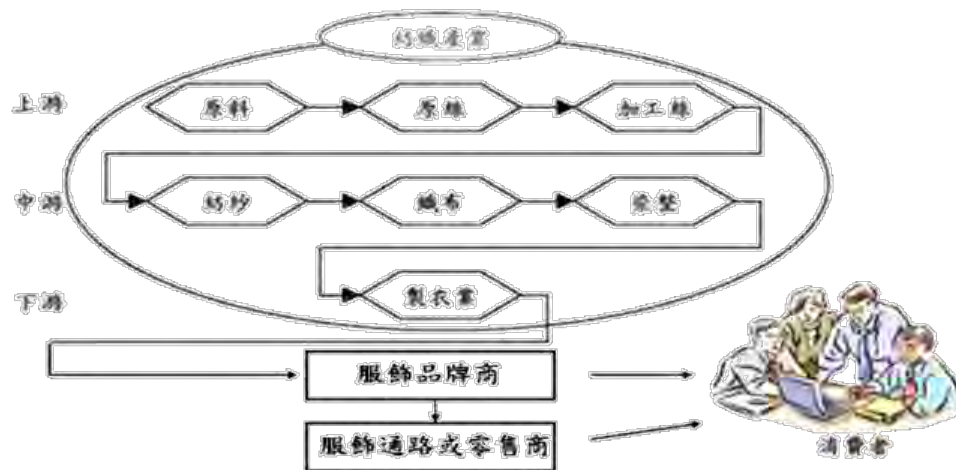 紡織產業
上游
原料
原絲
加工絲
中游
紡紗
織布
染整
下游
製衣業
服飾品牌商
服飾通路或零售商
消費者